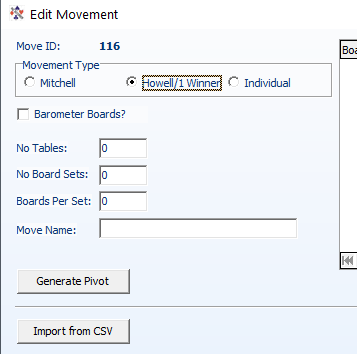 Edit Movement
Move ID: 116
Boa
Movement Type
Mitchell Howell/1 Winner Individual
Barometer Boards?
No Tables: 0
No Board Sets: 0
Boards Per Set: 0
Move Name:
Generate Pivot
Import from CSV